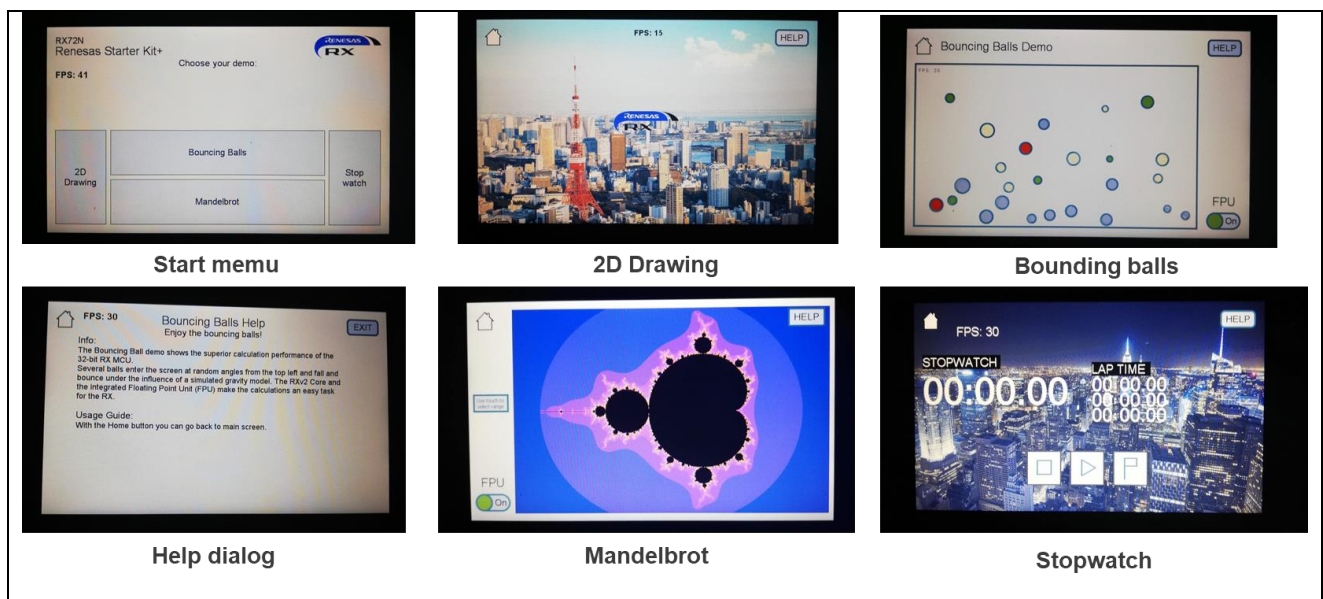 RX72N
Renesas Starter Kit+
RENESAS
RX
Choose your demo:
FPS: 41
Bouncing Balls
2D
Drawing
Stop
watch
Mandelbrot
Start memu
FPS: 15
HELP
RENESAS
RX
2D Drawing
Bouncing Balls Demo
HELP
FPU
On
Bounding balls
FPS: 30
Bouncing Balls Help
EXIT
Enjoy the bouncing balls!
Info:
The Bouncing Ball demo shows the superior calculation performance of the
32-bit RX MCU.
Several balls enter the screen at random angles from the top left and fall and
bounce under the influence of a simulated gravity model. The RXv2 Core and
the integrated Floating Point Unit (FPU) make the calculations an easy task
for the RX.
Usage Guide:
With the Home button you can go back to main screen.
Help dialog
HELP
Use touch to
select range
FPU
On
Mandelbrot
HELP
FPS: 30
STOPWATCH
00:00.00
LAP TIME
00:00.00
00:00.00
00:00.00
Stopwatch